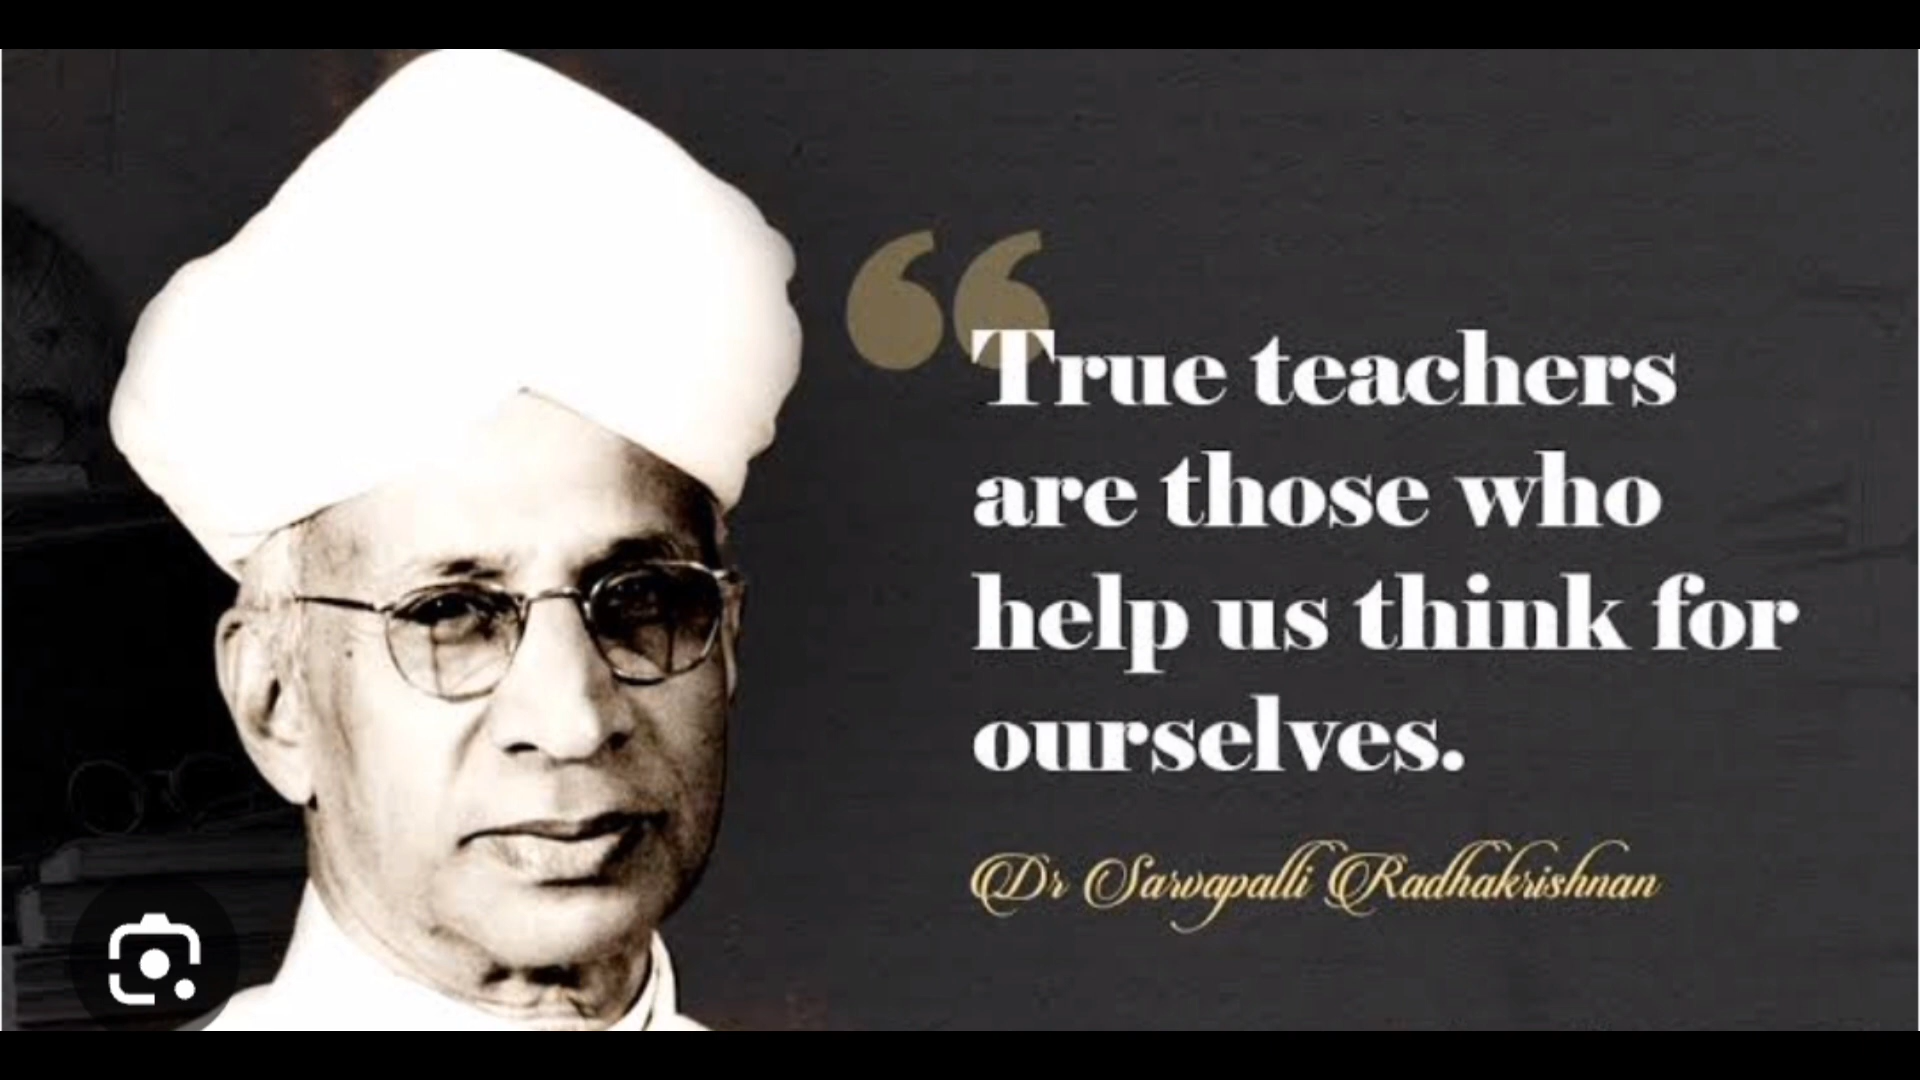 “
True teachers
are those who
help us think for
ourselves.
Dr Sarvapalli Radhakrishnan